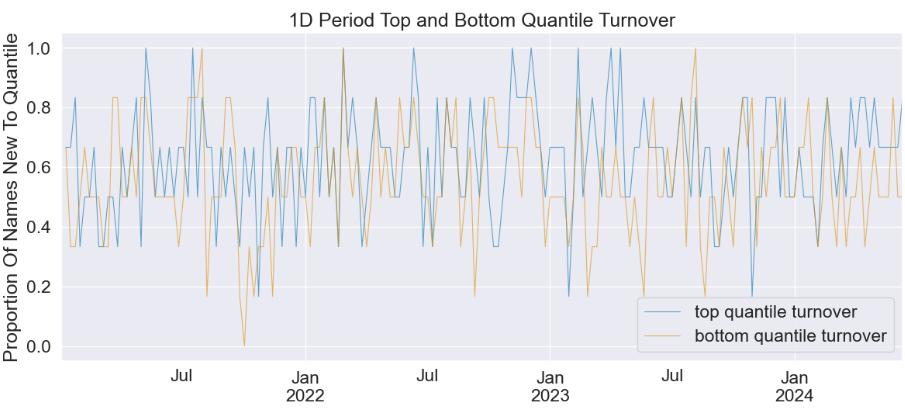 1D Period Top and Bottom Quantile Turnover
Proportion Of Names New To Quantile
1.0
0.8
0.6
0.4
0.2
0.0
top quantile turnover
bottom quantile turnover
Jul
Jan
2022
Jul
Jan
2023
Jul
Jan
2024